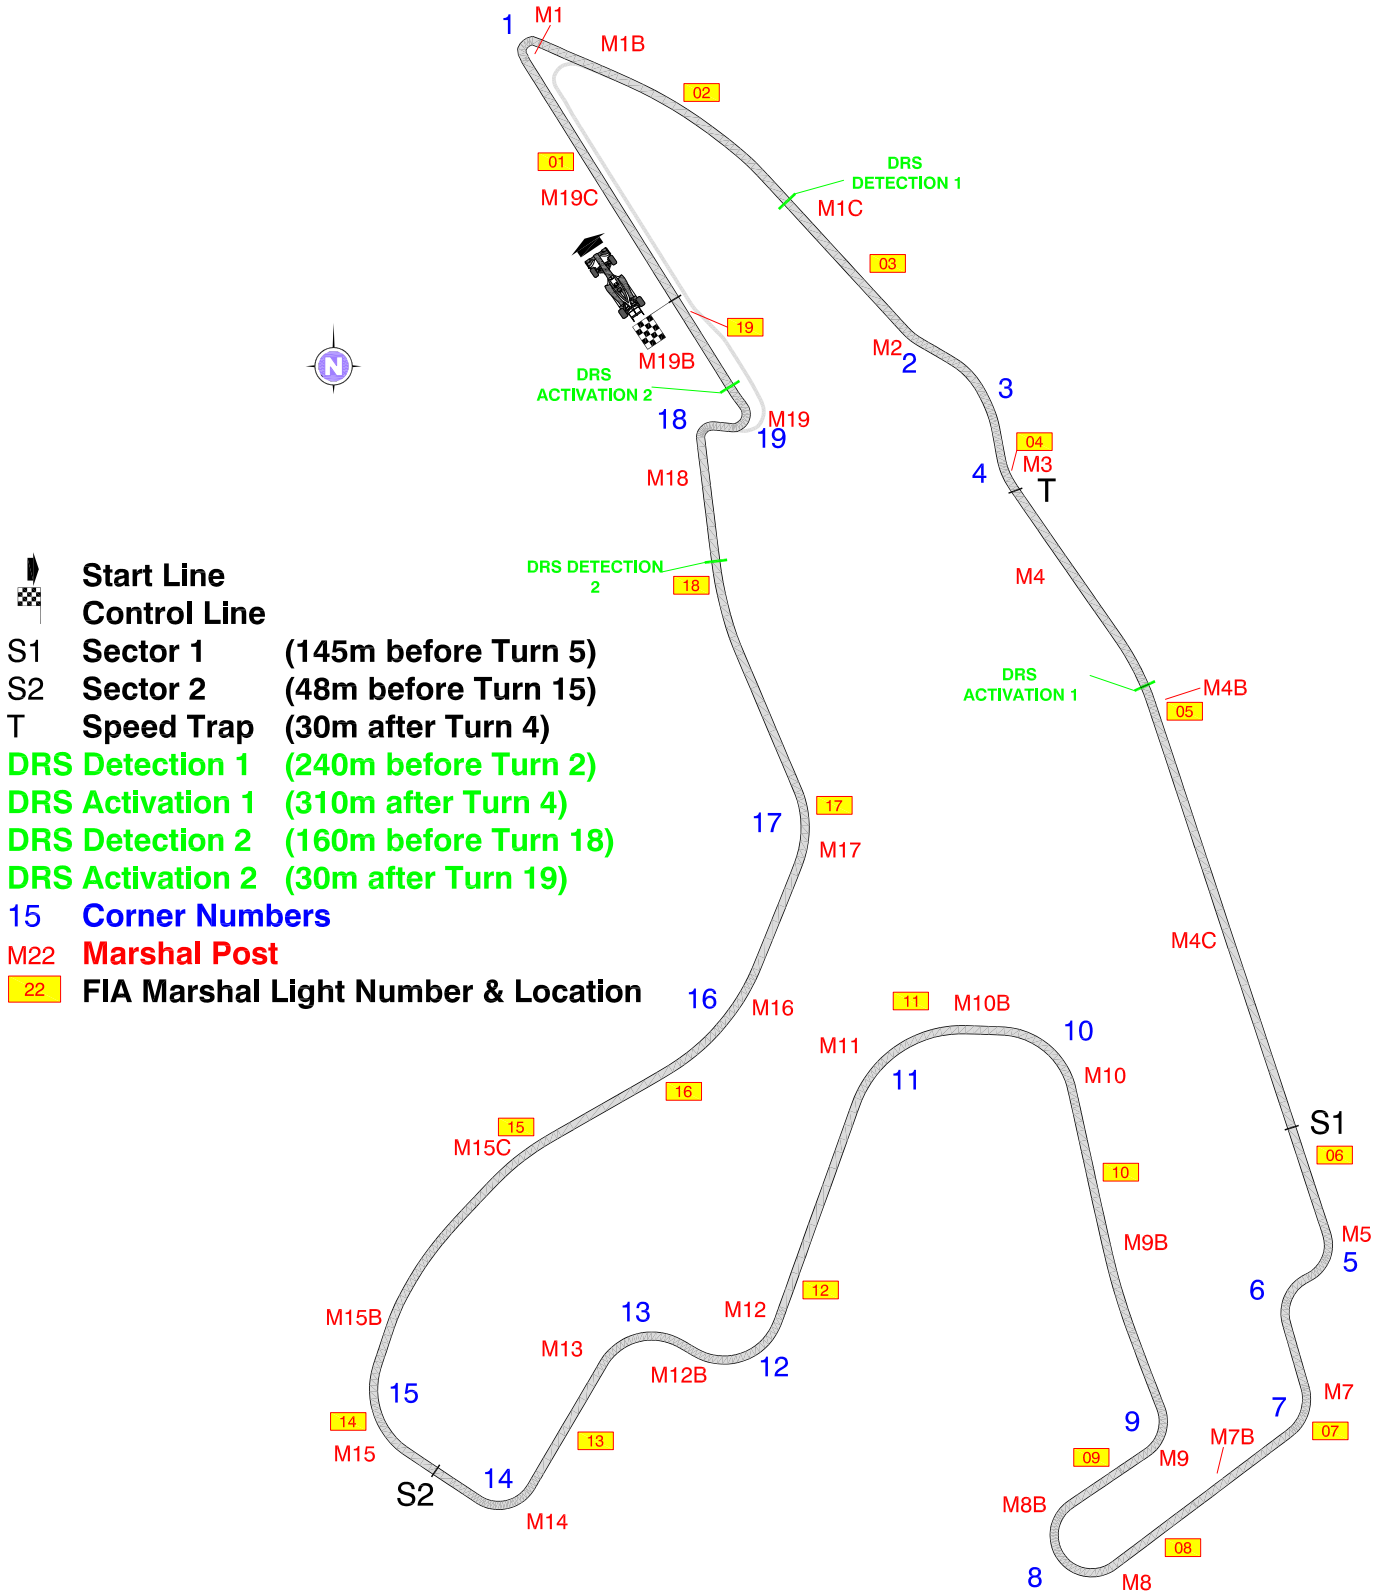 1
M1
M1B
02
01
DRS
DETECTION 1
M19C
M1C
03
19
M2
2
M19B
N
DRS
ACTIVATION 2
3
18
M19
19
04
4
M3
M18
T
DRS DETECTION
2
18
M4
Start Line
Control Line
S1 Sector 1 (145m before Turn 5)
S2 Sector 2 (48m before Turn 15)
T Speed Trap (30m after Turn 4)
DRS Detection 1 (240m before Turn 2)
DRS Activation 1 (310m after Turn 4)
DRS Detection 2 (160m before Turn 18)
DRS Activation 2 (30m after Turn 19)
15 Corner Numbers
M22 Marshal Post
22 FIA Marshal Light Number & Location
DRS
ACTIVATION 1
M4B
05
17
17
M17
M4C
16
M16
11
M10B
10
M11
11
M10
16
15
M15C
S1
06
10
M5
5
M9B
6
12
M12
M15B
13
M13
M12B
12
15
14
M15
13
7
M7
07
M7B
9
M9
09
S2
14
M14
M8B
08
8
M8